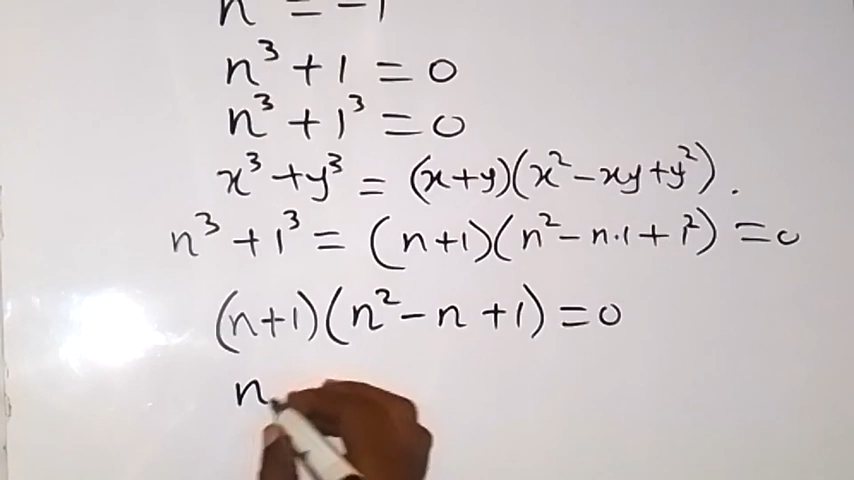 n = -1
n³ + 1 = 0
n³ + 1³ = 0
x³ + y³ = (x+y)(x² - xy + y²).
n³ + 1³ = (n+1)(n² - n·1 + 1²) = 0
(n+1)(n² - n + 1) = 0
n